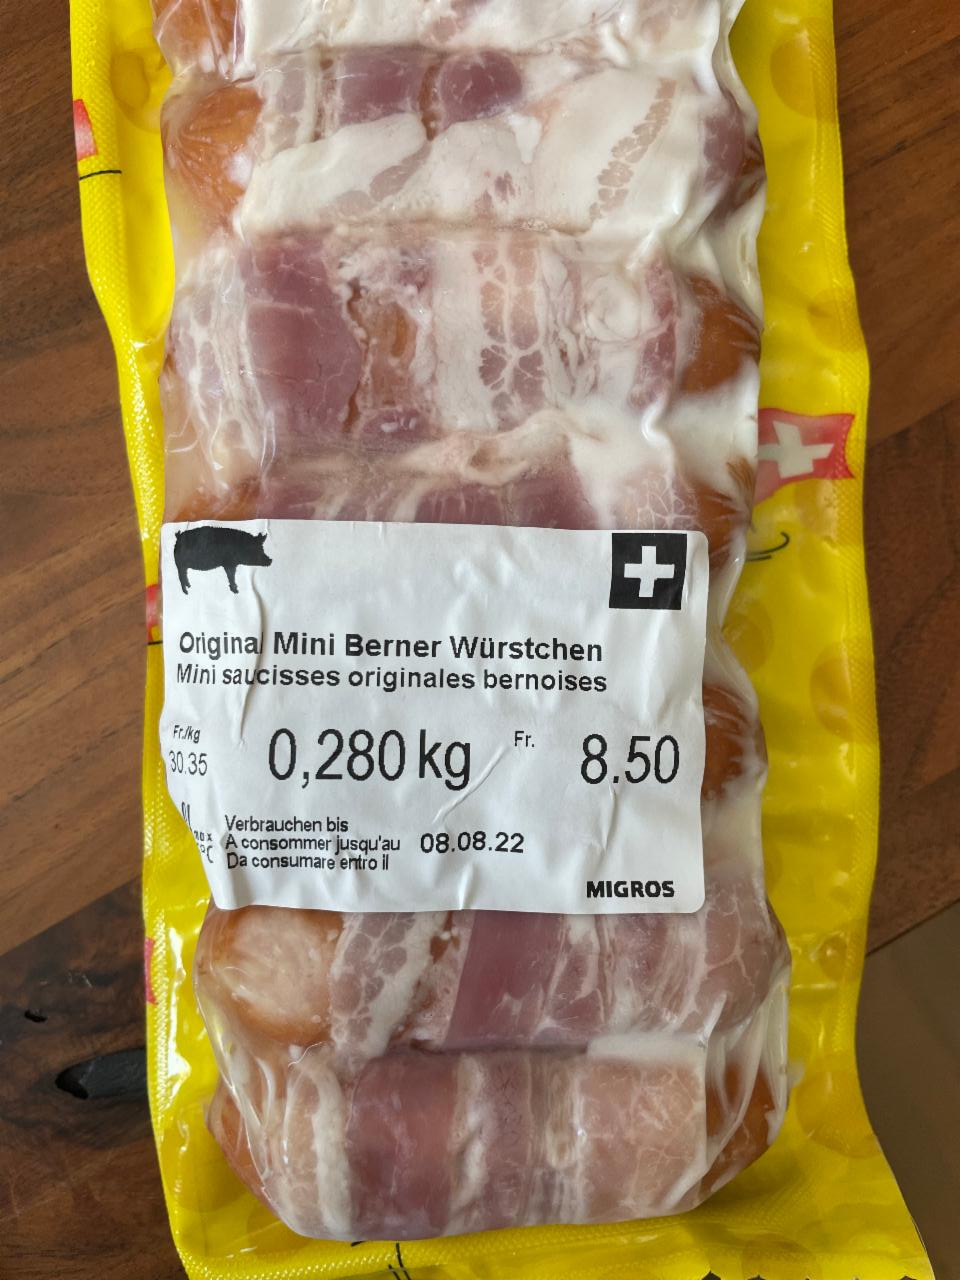 Original Mini Berner Würstchen
Mini saucisses originales bernoises
Fr./kg
30.35
0,280 kg
Fr.
8.50
Verbrauchen bis
A consommer jusqu'au
Da consumare entro il
08.08.22
MIGROS